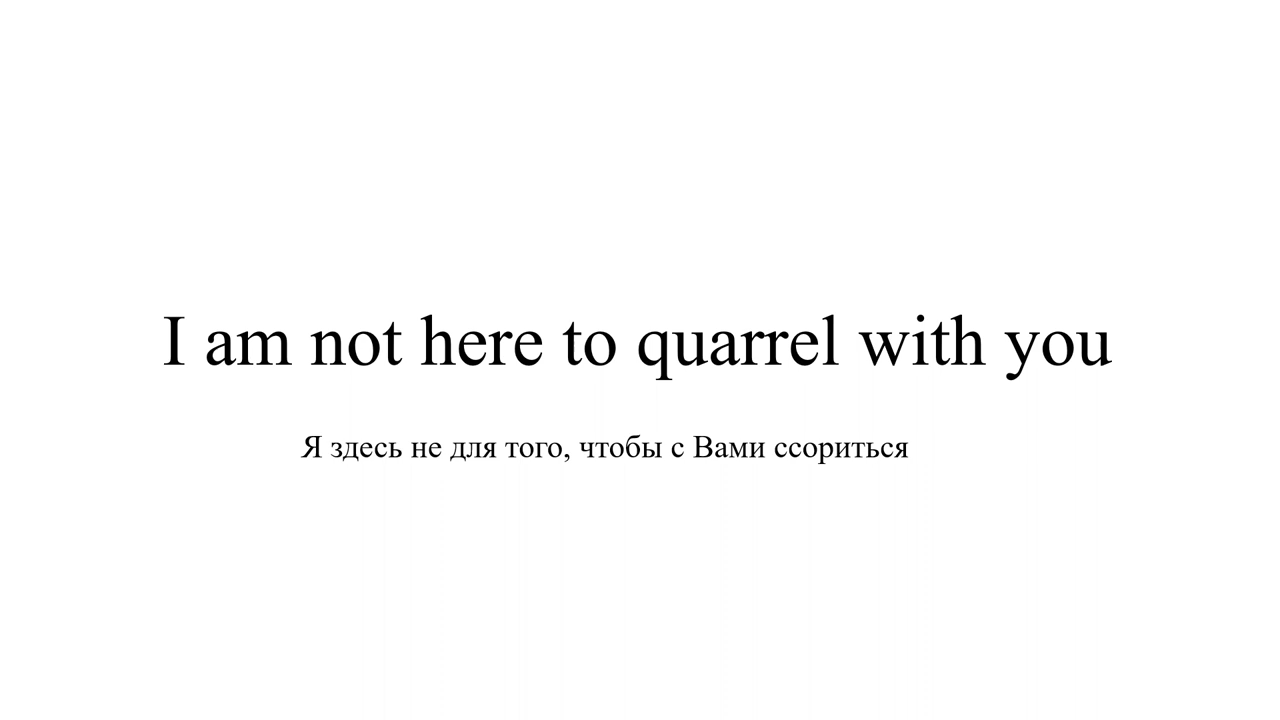 I am not here to quarrel with you
Я здесь не для того, чтобы с Вами ссориться